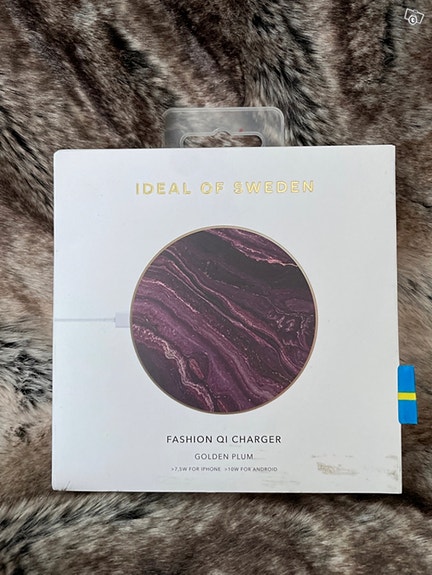 IDEAL OF SWEDEN
FASHION QI CHARGER
GOLDEN PLUM
>7,5W FOR IPHONE >10W FOR ANDROID